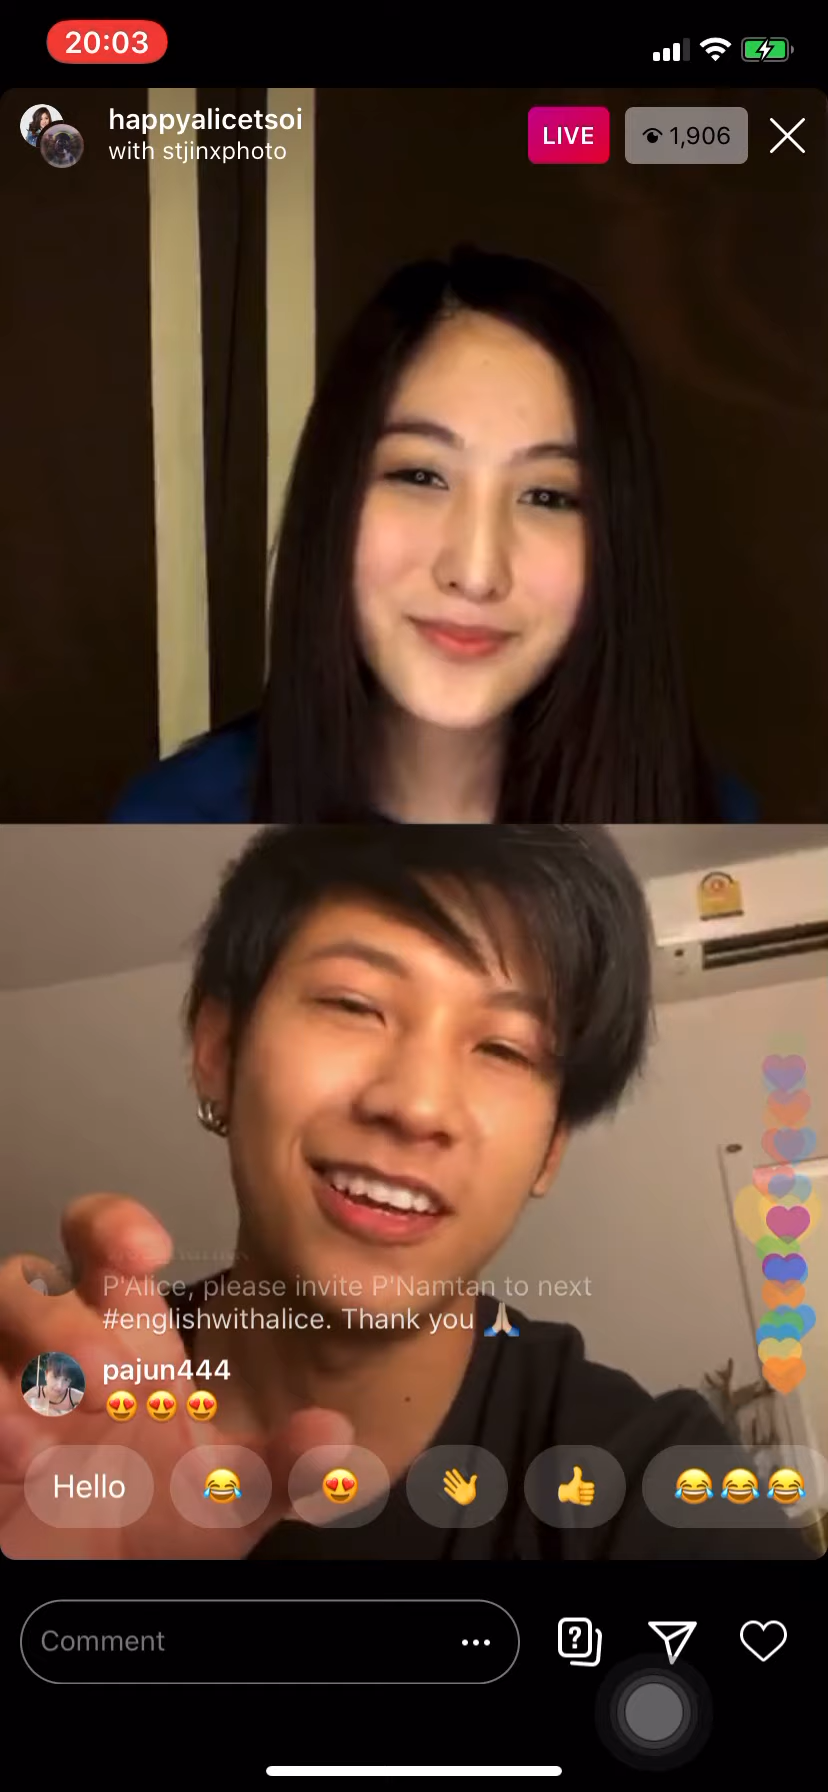 20:03
happyalicetsoi
with stjinxphoto
LIVE
1,906
P'Alice, please invite P'Namtan to next
#englishwithalice. Thank you 🙏🏻
pajun444
😍😍😍
Hello 😂 😍 👋 👍 😂😂😂
Comment